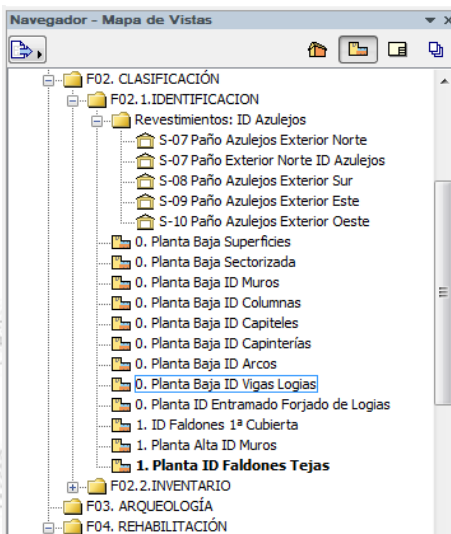 Navegador - Mapa de Vistas
F02. CLASIFICACIÓN
F02.1.IDENTIFICACION
Revestimientos: ID Azulejos
S-07 Paño Azulejos Exterior Norte
S-07 Paño Exterior Norte ID Azulejos
S-08 Paño Azulejos Exterior Sur
S-09 Paño Azulejos Exterior Este
S-10 Paño Azulejos Exterior Oeste
0. Planta Baja Superficies
0. Planta Baja Sectorizada
0. Planta Baja ID Muros
0. Planta Baja ID Columnas
0. Planta Baja ID Capiteles
0. Planta Baja ID Capinterías
0. Planta Baja ID Arcos
0. Planta Baja ID Vigas Logias
0. Planta ID Entramado Forjado de Logias
1. ID Faldones 1ª Cubierta
1. Planta Alta ID Muros
1. Planta ID Faldones Tejas
F02.2.INVENTARIO
F03. ARQUEOLOGÍA
F04. REHABILITACIÓN